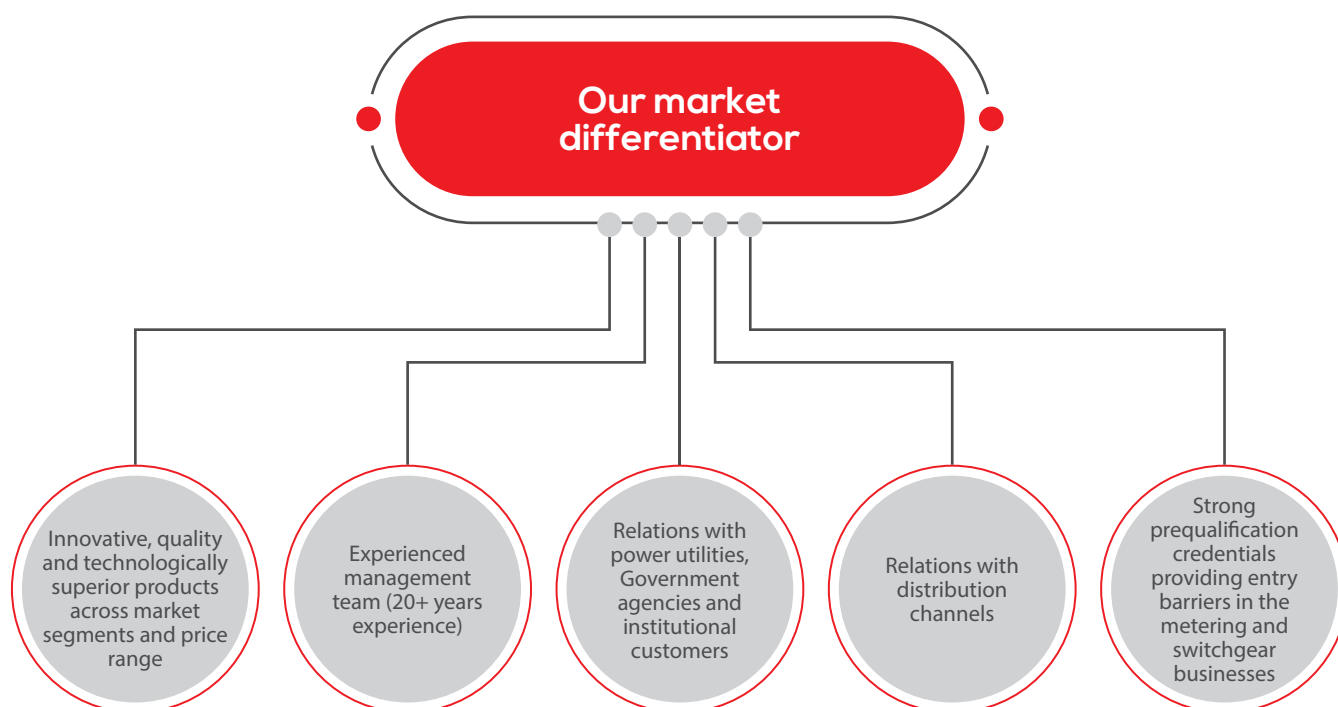 Our market
differentiator
Innovative, quality
and technologically
superior products
across market
segments and price
range
Experienced
management
team (20+ years
experience)
Relations with
power utilities,
Government
agencies and
institutional
customers
Relations with
distribution
channels
Strong
prequalification
credentials
providing entry
barriers in the
metering and
switchgear
businesses